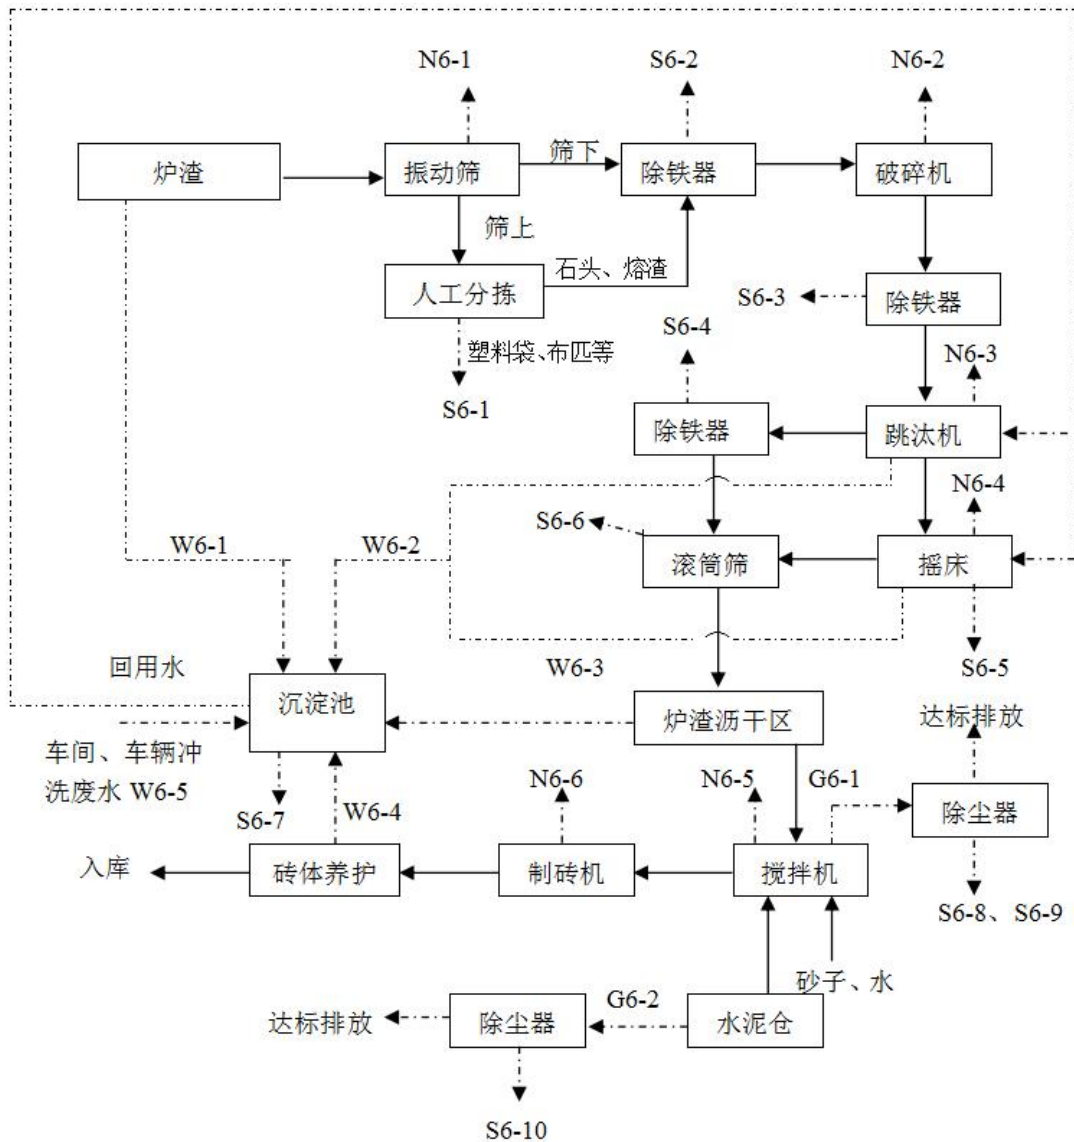 N6-1
S6-2
N6-2
炉渣
振动筛
筛下
除铁器
破碎机
筛上
石头、熔渣
人工分拣
S6-3
除铁器
S6-4
塑料袋、布匹等
N6-3
S6-1
除铁器
跳汰机
N6-4
S6-6
W6-1
W6-2
滚筒筛
摇床
回用水
W6-3
S6-5
沉淀池
炉渣沥干区
达标排放
车间、车辆冲
洗废水 W6-5
N6-6
N6-5
G6-1
S6-7
W6-4
除尘器
入库
砖体养护
制砖机
搅拌机
S6-8、S6-9
砂子、水
G6-2
达标排放
除尘器
水泥仓
S6-10